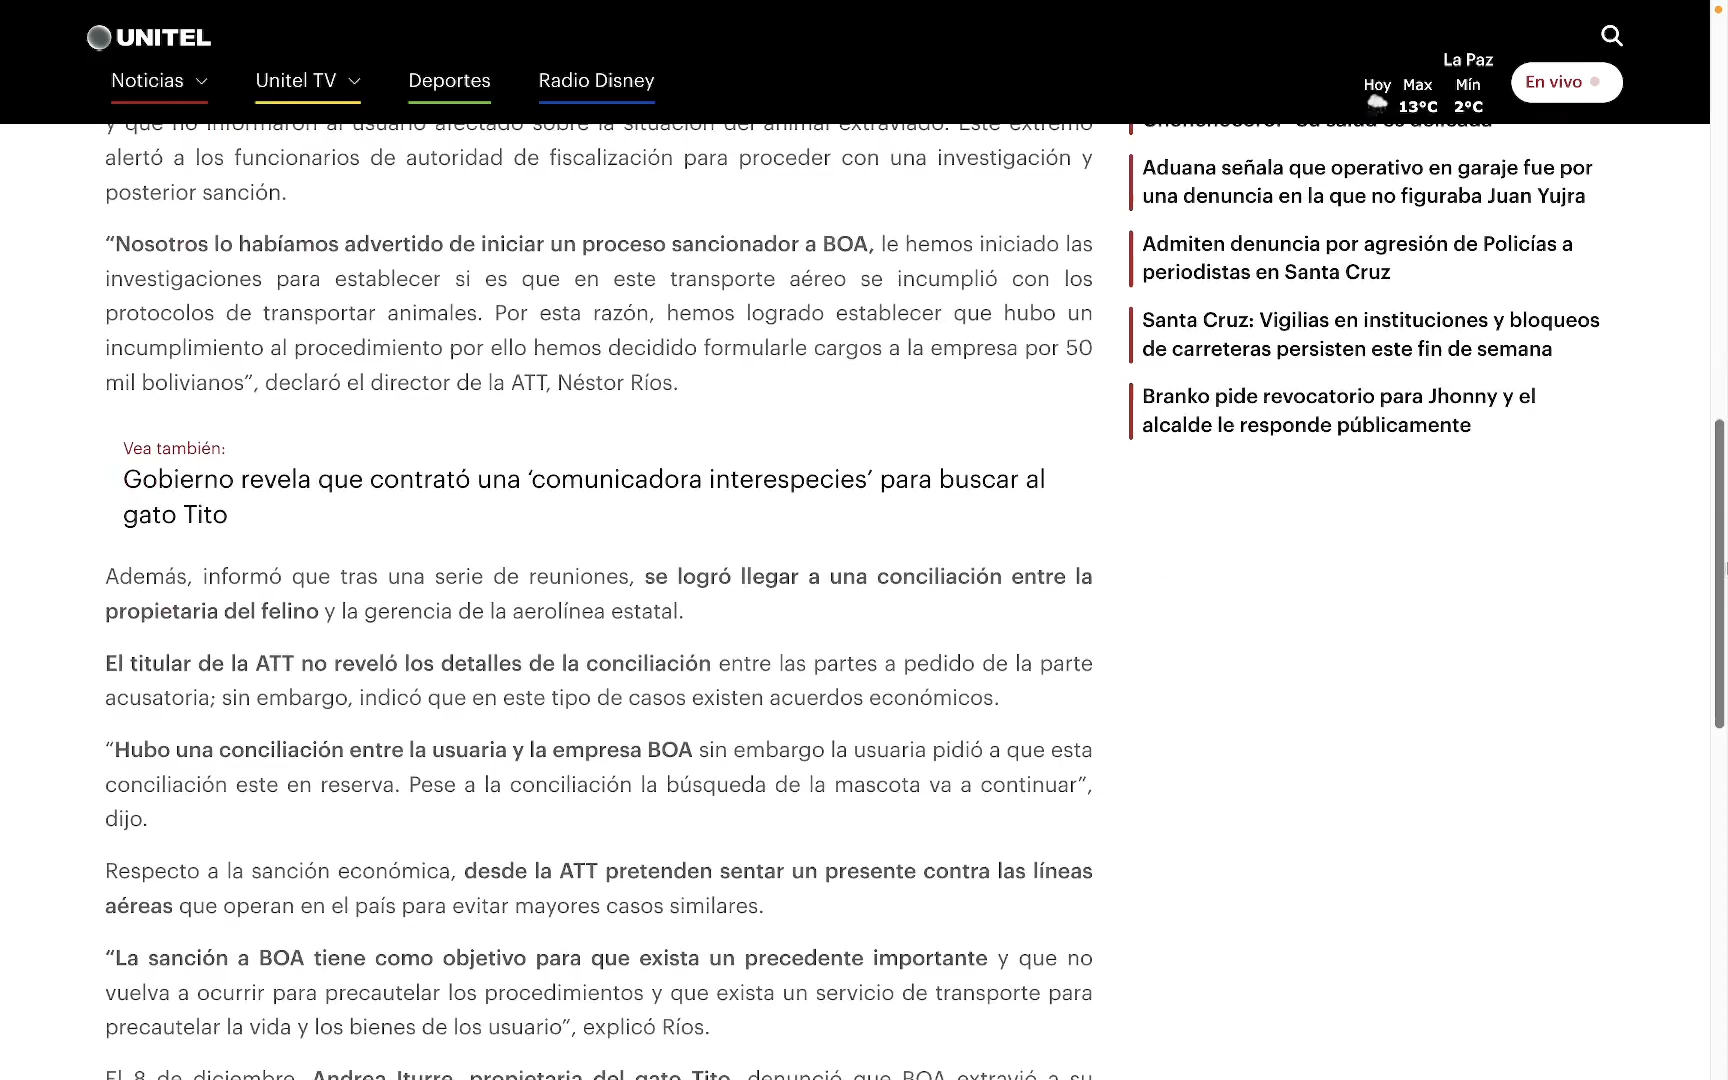 UNITEL
Noticias
Unitel TV
Deportes
Radio Disney
La Paz
Hoy Max Mín
13°C 2°C
En vivo
y que no informaron al usuario afectado sobre la situación del animal extraviado. Este extremo
alertó a los funcionarios de autoridad de fiscalización para proceder con una investigación y
posterior sanción.
“Nosotros lo habíamos advertido de iniciar un proceso sancionador a BOA, le hemos iniciado las
investigaciones para establecer si es que en este transporte aéreo se incumplió con los
protocolos de transportar animales. Por esta razón, hemos logrado establecer que hubo un
incumplimiento al procedimiento por ello hemos decidido formularle cargos a la empresa por 50
mil bolivianos”, declaró el director de la ATT, Néstor Ríos.
Vea también:
Gobierno revela que contrató una ‘comunicadora interespecies’ para buscar al
gato Tito
Además, informó que tras una serie de reuniones, se logró llegar a una conciliación entre la
propietaria del felino y la gerencia de la aerolínea estatal.
El titular de la ATT no reveló los detalles de la conciliación entre las partes a pedido de la parte
acusatoria; sin embargo, indicó que en este tipo de casos existen acuerdos económicos.
“Hubo una conciliación entre la usuaria y la empresa BOA sin embargo la usuaria pidió a que esta
conciliación este en reserva. Pese a la conciliación la búsqueda de la mascota va a continuar”,
dijo.
Respecto a la sanción económica, desde la ATT pretenden sentar un presente contra las líneas
aéreas que operan en el país para evitar mayores casos similares.
“La sanción a BOA tiene como objetivo para que exista un precedente importante y que no
vuelva a ocurrir para precautelar los procedimientos y que exista un servicio de transporte para
precautelar la vida y los bienes de los usuario”, explicó Ríos.
El 8 de diciembre, Andrea Iturre, propietaria del gato Tito, denunció que BOA extravió a su
Chonchocoro: “Su salud es delicada”
Aduana señala que operativo en garaje fue por
una denuncia en la que no figuraba Juan Yujra
Admiten denuncia por agresión de Policías a
periodistas en Santa Cruz
Santa Cruz: Vigilias en instituciones y bloqueos
de carreteras persisten este fin de semana
Branko pide revocatorio para Jhonny y el
alcalde le responde públicamente